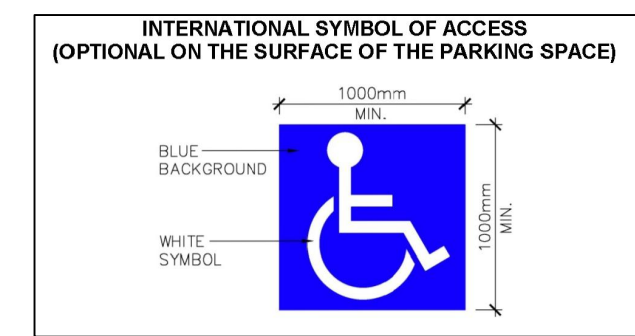 INTERNATIONAL SYMBOL OF ACCESS
(OPTIONAL ON THE SURFACE OF THE PARKING SPACE)
1000mm
MIN.
BLUE
BACKGROUND
WHITE
SYMBOL
1000mm
MIN.